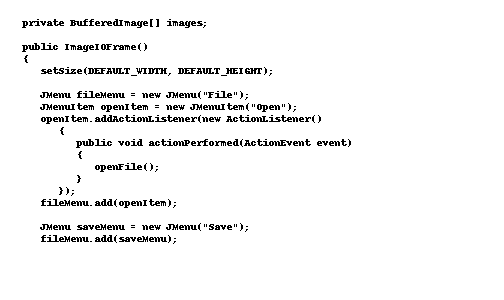 private BufferedImage[] images;
public ImageIOFrame()
{
setSize(DEFAULT_WIDTH, DEFAULT_HEIGHT);
JMenu fileMenu = new JMenu("File");
JMenuItem openItem = new JMenuItem("Open");
openItem.addActionListener(new ActionListener()
{
public void actionPerformed(ActionEvent event)
{
openFile();
}
});
fileMenu.add(openItem);
JMenu saveMenu = new JMenu("Save");
fileMenu.add(saveMenu);